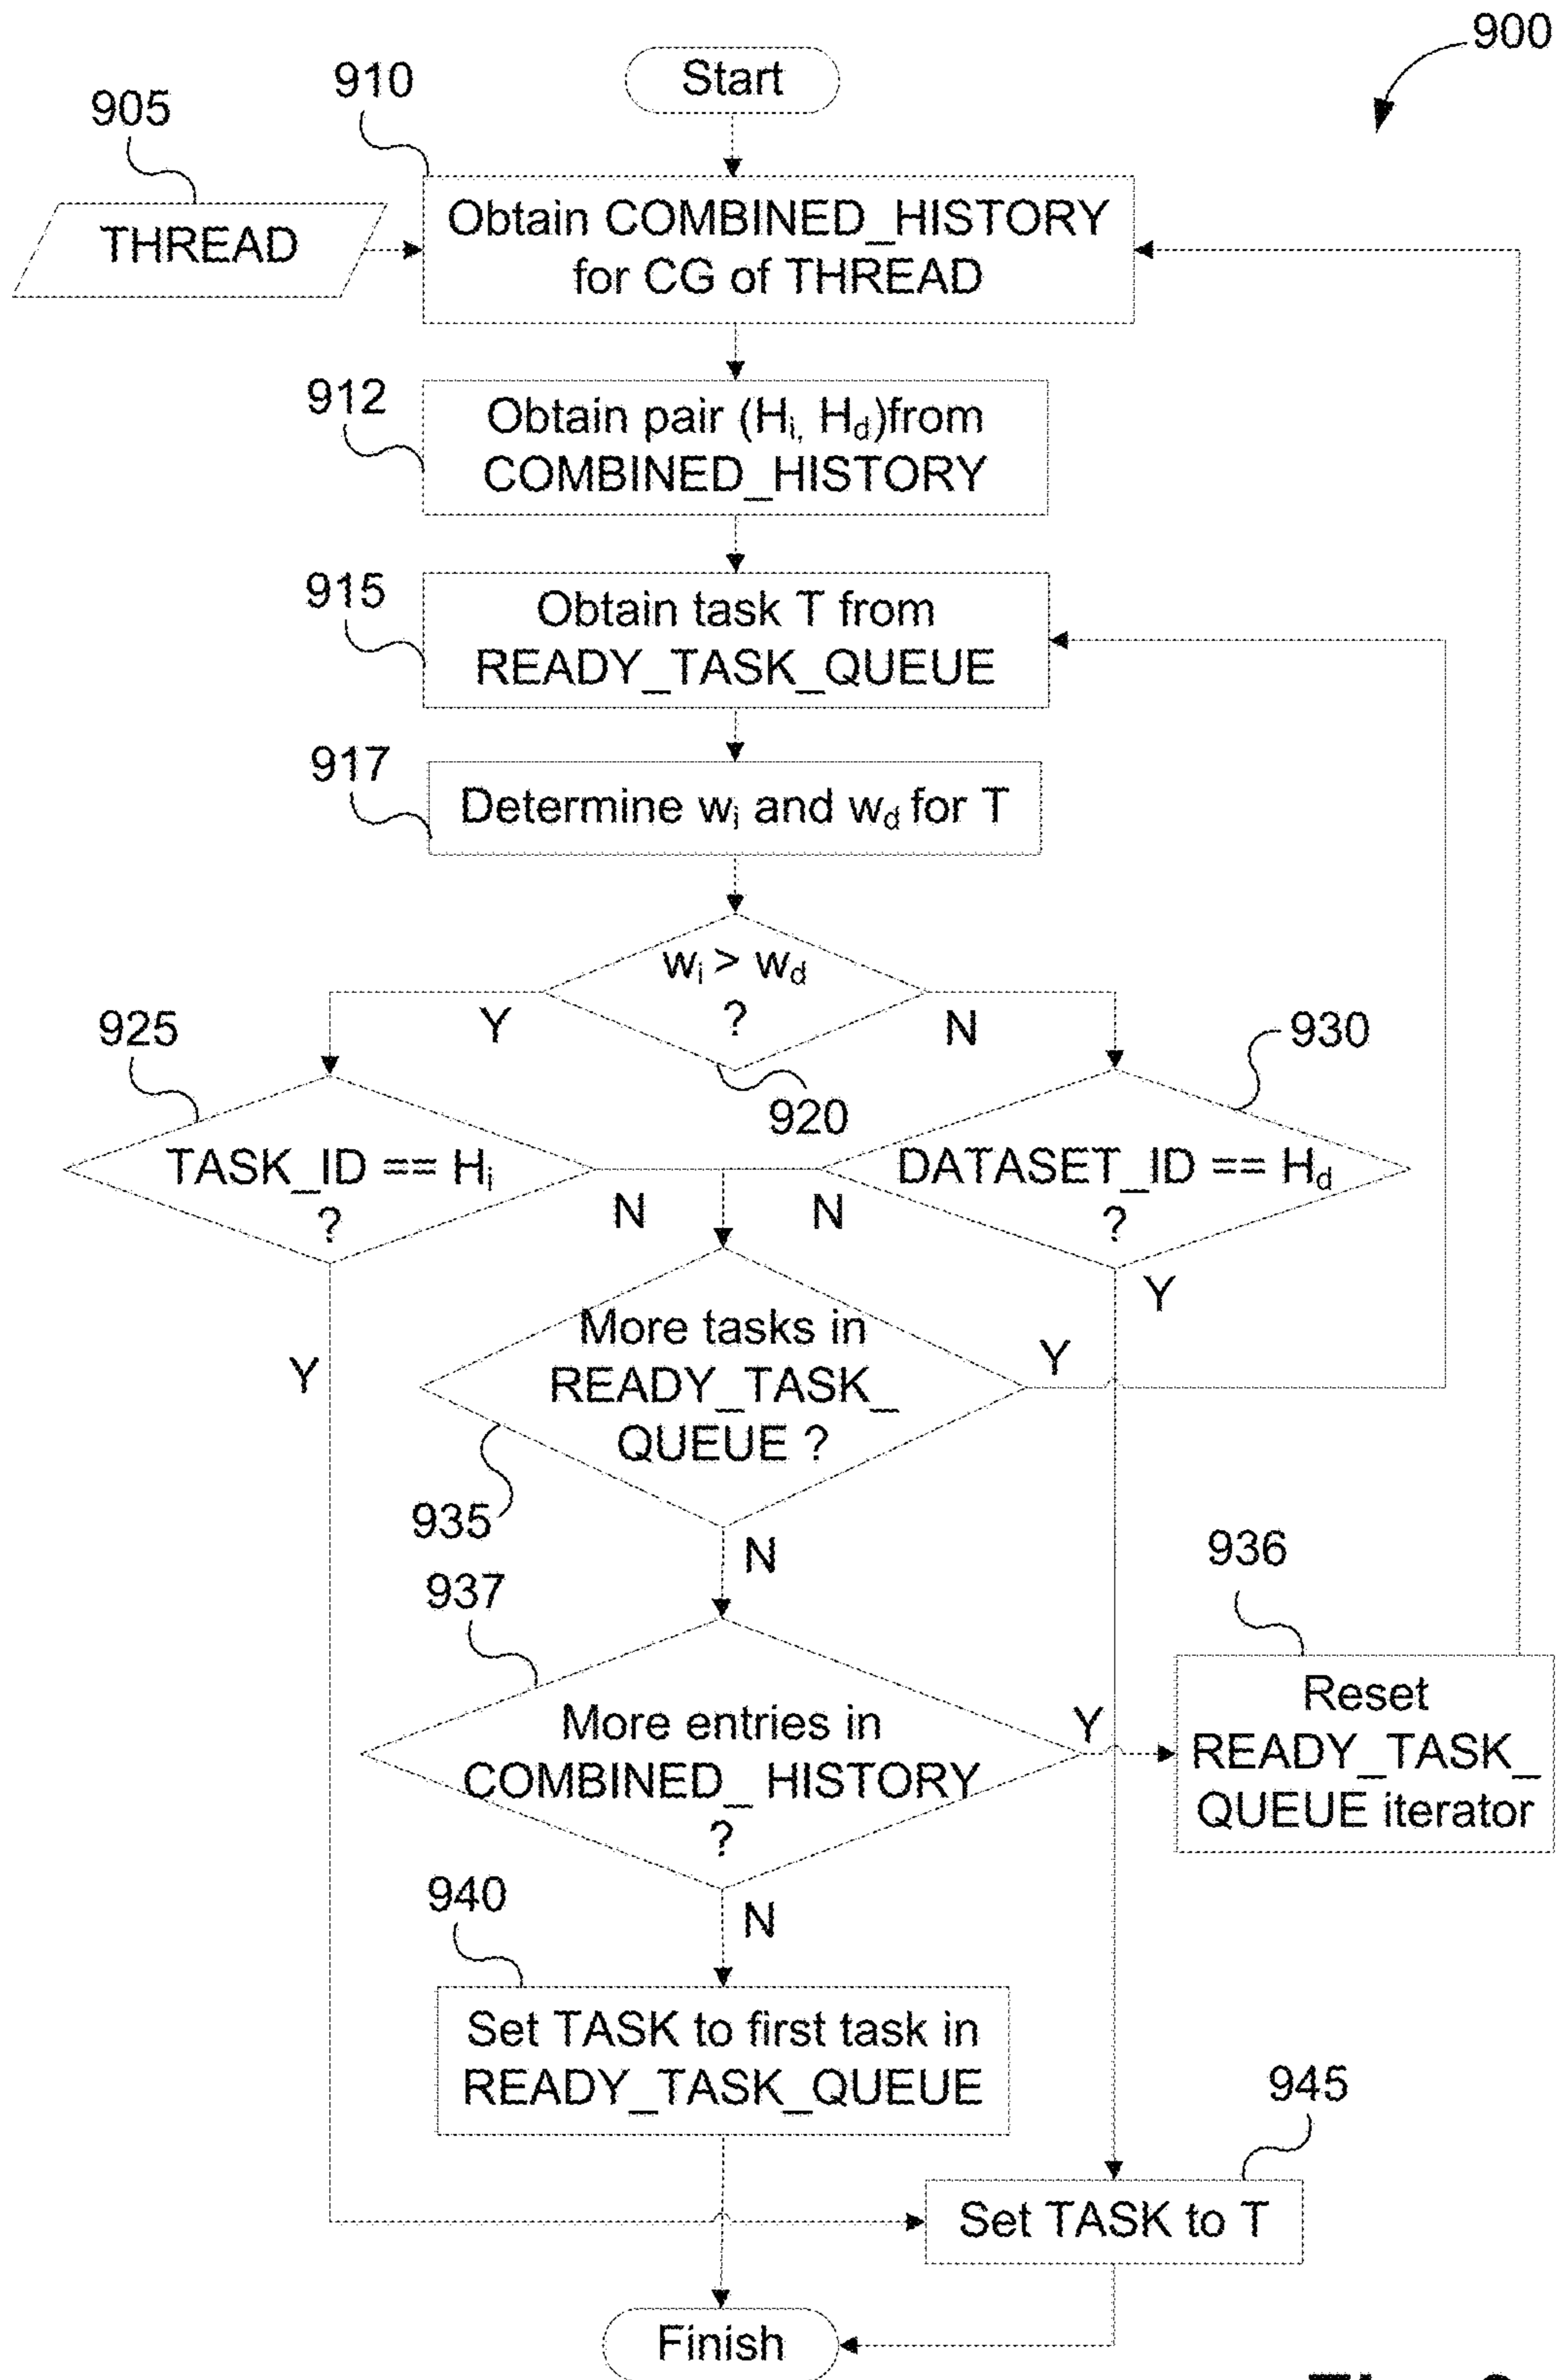 900
Start
910
905
THREAD
Obtain COMBINED_HISTORY
for CG of THREAD
912
Obtain pair (Hi, Hd)from
COMBINED_HISTORY
915
Obtain task T from
READY_TASK_QUEUE
917
Determine wi and wd for T
wi > wd
?
Y
N
920
925
TASK_ID == Hi
?
930
DATASET_ID == Hd
?
N
N
Y
Y
More tasks in
READY_TASK_
QUEUE ?
Y
935
N
937
More entries in
COMBINED_ HISTORY
?
Y
936
Reset
READY_TASK_
QUEUE iterator
N
940
Set TASK to first task in
READY_TASK_QUEUE
945
Set TASK to T
Finish